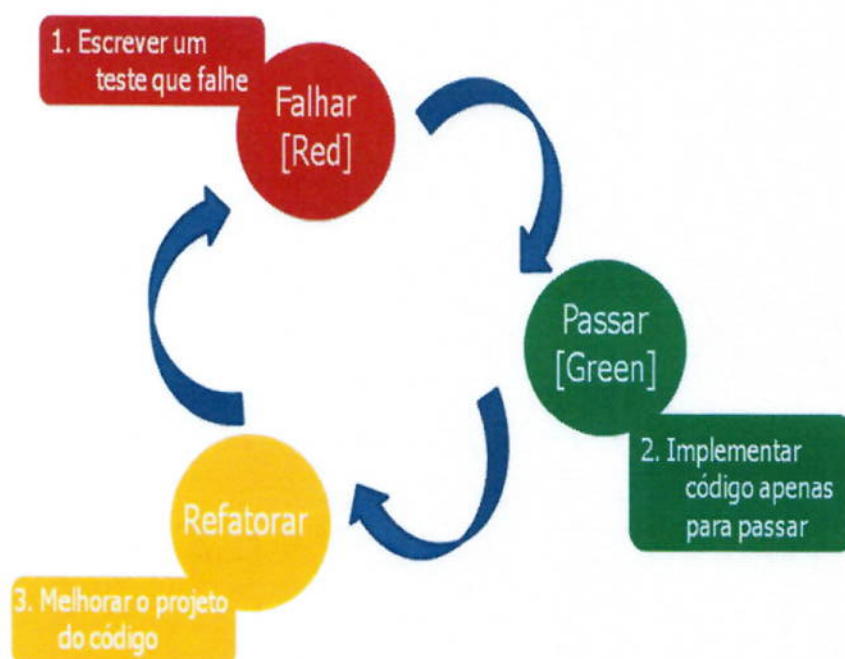 1. Escrever um
teste que falhe
Falhar
[Red]
Passar
[Green]
2. Implementar
código apenas
para passar
Refatorar
3. Melhorar o projeto
do código